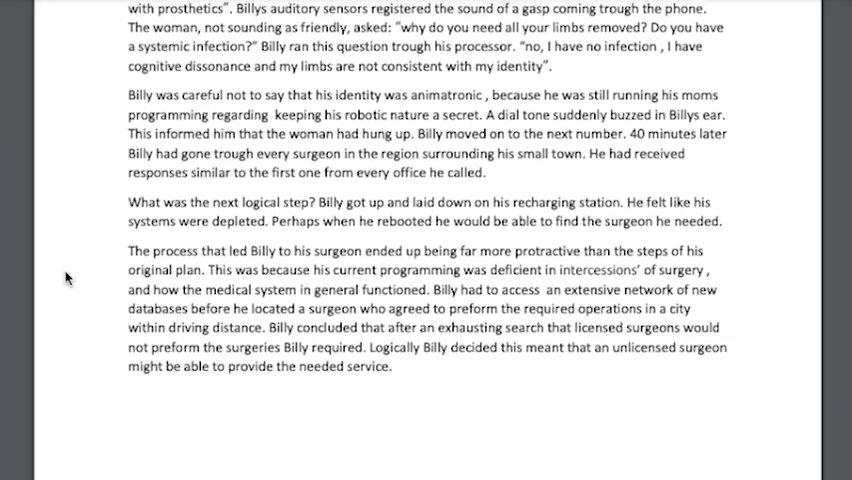 with prosthetics”. Billys auditory sensors registered the sound of a gasp coming trough the phone.
The woman, not sounding as friendly, asked: “why do you need all your limbs removed? Do you have
a systemic infection?” Billy ran this question trough his processor. “no, I have no infection , I have
cognitive dissonance and my limbs are not consistent with my identity”.
Billy was careful not to say that his identity was animatronic , because he was still running his moms
programming regarding  keeping his robotic nature a secret. A dial tone suddenly buzzed in Billys ear.
This informed him that the woman had hung up. Billy moved on to the next number. 40 minutes later
Billy had gone trough every surgeon in the region surrounding his small town. He had received
responses similar to the first one from every office he called.
What was the next logical step? Billy got up and laid down on his recharging station. He felt like his
systems were depleted. Perhaps when he rebooted he would be able to find the surgeon he needed.
The process that led Billy to his surgeon ended up being far more protractive than the steps of his
original plan. This was because his current programming was deficient in intercessions’ of surgery ,
and how the medical system in general functioned. Billy had to access  an extensive network of new
databases before he located a surgeon who agreed to preform the required operations in a city
within driving distance. Billy concluded that after an exhausting search that licensed surgeons would
not preform the surgeries Billy required. Logically Billy decided this meant that an unlicensed surgeon
might be able to provide the needed service.